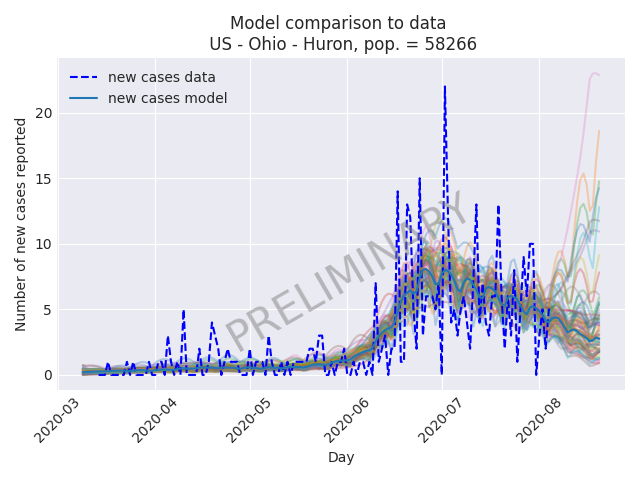 Model comparison to data
US - Ohio - Huron, pop. = 58266
new cases data
new cases model
Number of new cases reported
20
15
10
5
0
PRELIMINARY
2020-03
2020-04
2020-05
2020-06
2020-07
2020-08
Day